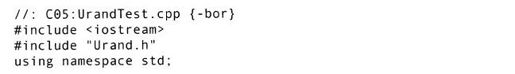 //: C05:UrandTest.cpp {-bor}
#include <iostream>
#include "Urand.h"
using namespace std;